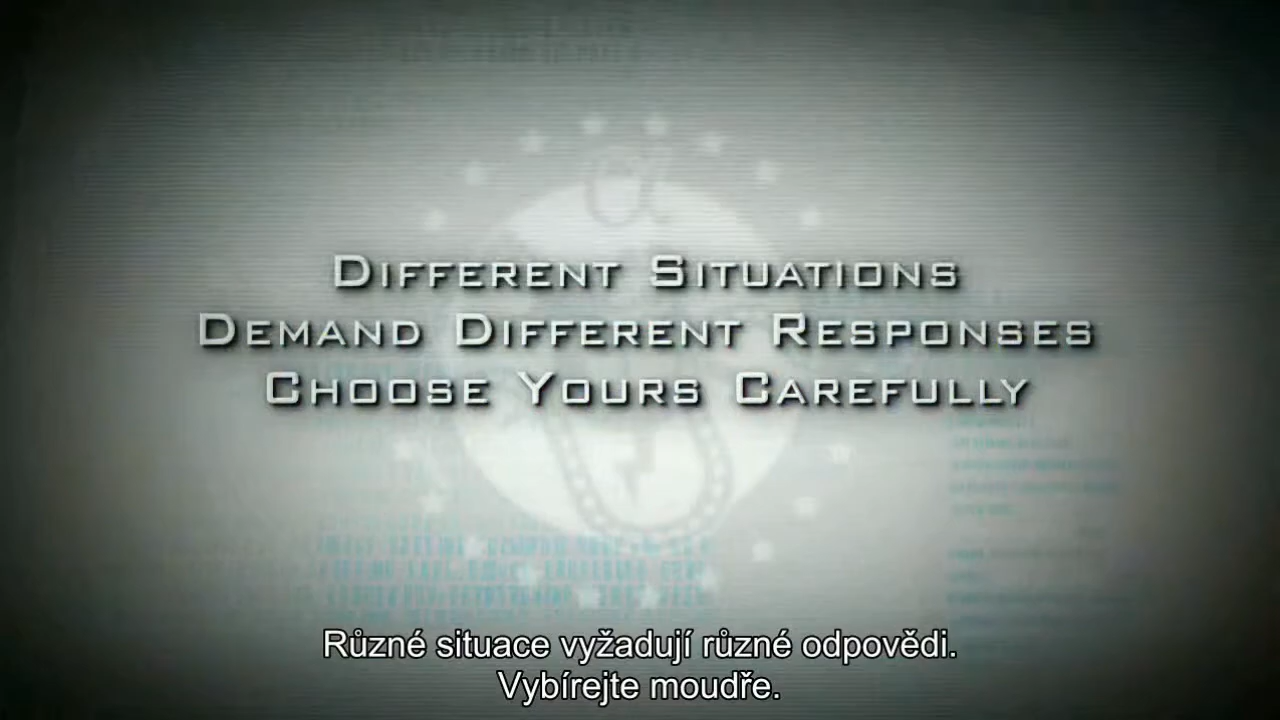 Different Situations
Demand Different Responses
Choose Yours Carefully
Různé situace vyžadují různé odpovědi.
Vybírejte moudře.